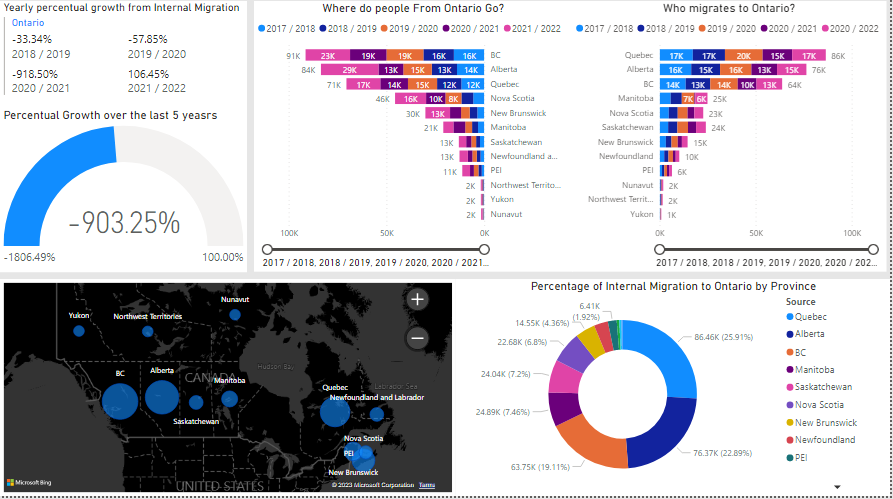 Yearly percentual growth from Internal Migration
Ontario
-33.34%
-57.85%
2018 / 2019
2019 / 2020
-918.50%
106.45%
2020 / 2021
2021 / 2022
Percentual Growth over the last 5 yeasrs
-903.25%
-1806.49%
100.00%
Where do people From Ontario Go?
2017 / 2018 2018 / 2019 2019 / 2020 2020 / 2021 2021 / 2022
91K 23K 19K 19K 16K 16K BC
84K 29K 13K 15K 13K 14K Alberta
71K 17K 14K 15K 12K 12K Quebec
46K 16K 10K 8K Nova Scotia
30K 13K New Brunswick
21K Manitoba
13K Saskatchewan
13K Newfoundland a...
11K PEI
2K Northwest Territo...
2K Yukon
2K Nunavut
100K 50K 0K
2017 / 2018, 2018 / 2019, 2019 / 2020, 2020 / 2021...
Who migrates to Ontario?
2017 / 2018 2018 / 2019 2019 / 2020 2020 / 2021 2021 / 2022
Quebec 17K 17K 20K 15K 17K 86K
Alberta 16K 15K 16K 13K 15K 76K
BC 14K 13K 14K 10K 13K 64K
Manitoba 7K 6K 25K
Nova Scotia 23K
Saskatchewan 24K
New Brunswick 15K
Newfoundland 10K
PEI 6K
Nunavut 2K
Northwest Territ... 2K
Yukon 1K
0K 50K 100K
2017 / 2018, 2018 / 2019, 2019 / 2020, 2020 / 202...
Nunavut
Yukon
Northwest Territories
Hudson Bay
BC
Alberta
CANADA
Manitoba
Saskatchewan
Quebec
Labrador Sea
Newfoundland and Labrador
Nova Scotia
PEI
New Brunswick
UNITED STATES
Microsoft Bing
© 2023 Microsoft Corporation Terms
Percentage of Internal Migration to Ontario by Province
86.46K (25.91%)
76.37K (22.89%)
63.75K (19.11%)
24.89K (7.46%)
24.04K (7.2%)
22.68K (6.8%)
14.55K (4.36%)
6.41K
(1.92%)
Source
Quebec
Alberta
BC
Manitoba
Saskatchewan
Nova Scotia
New Brunswick
Newfoundland
PEI